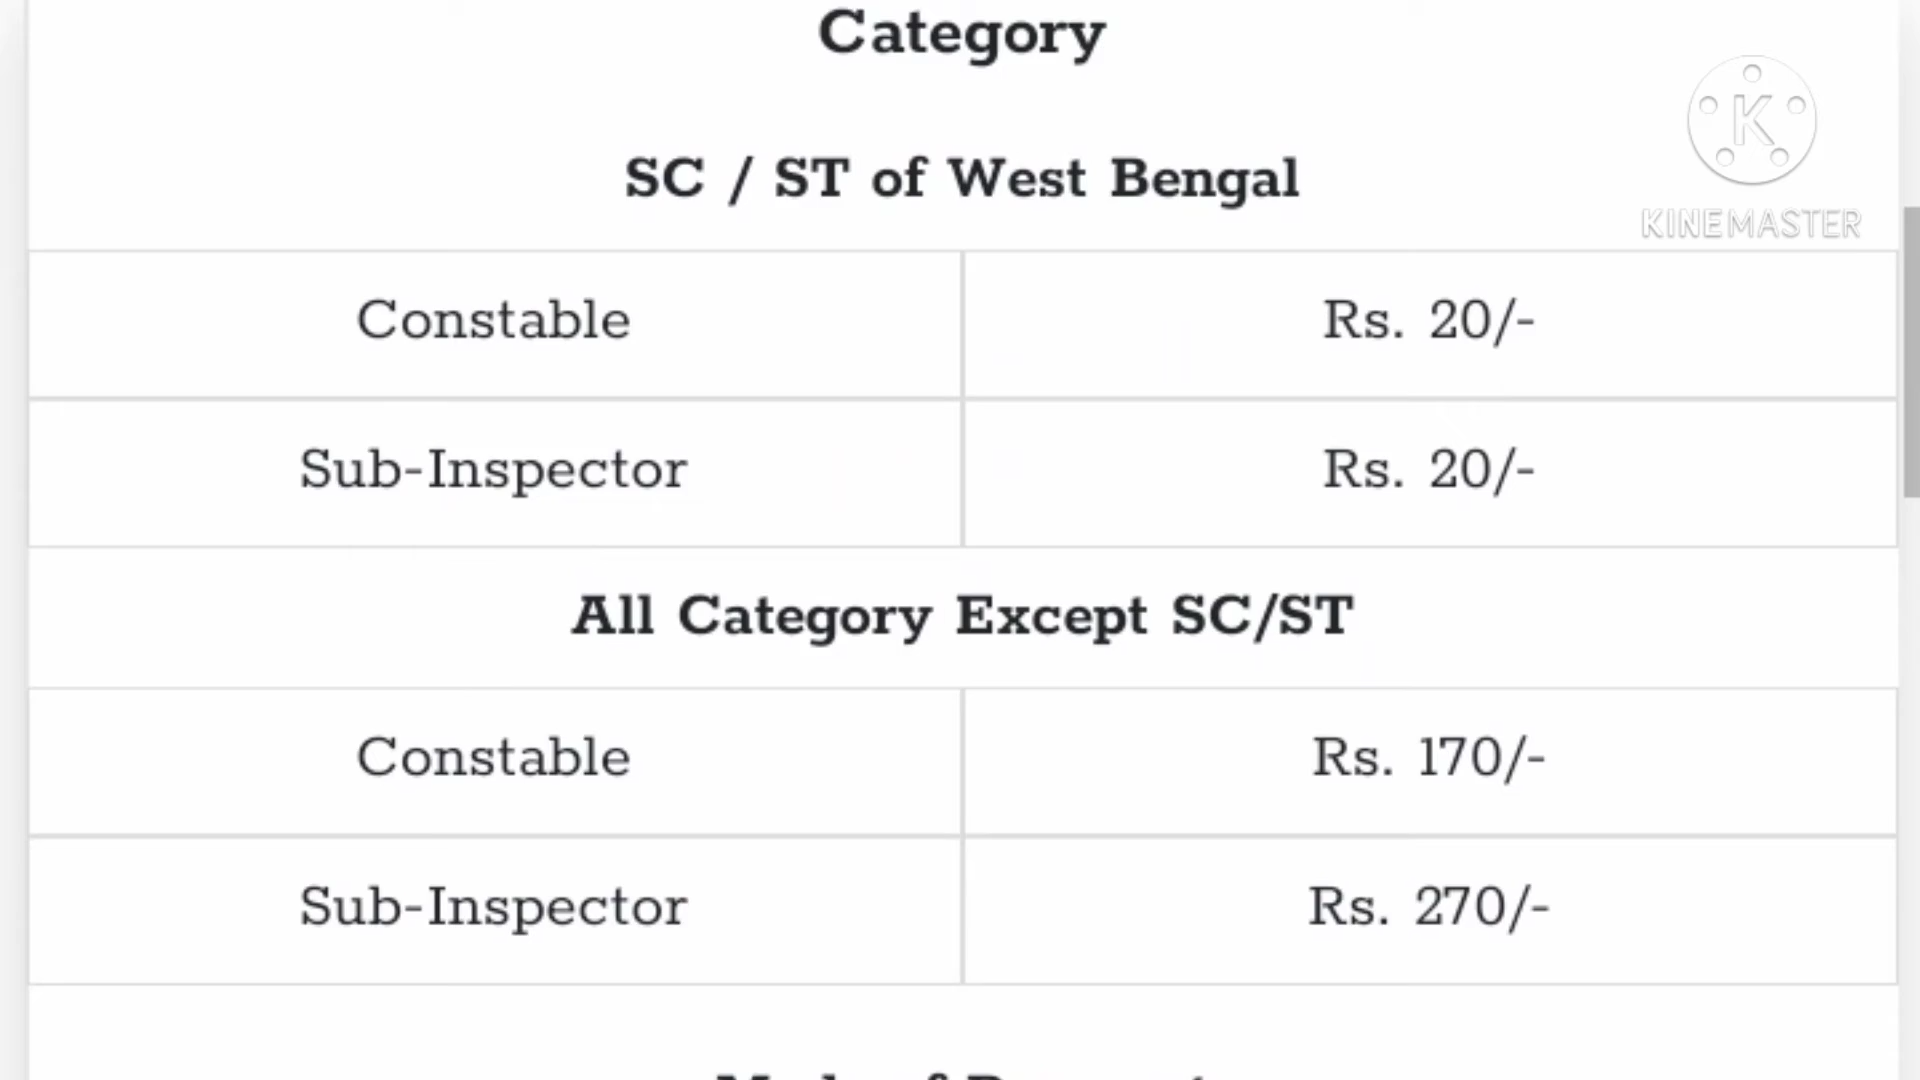 Category
K
KINEMASTER
SC / ST of West Bengal
Constable Rs. 20/-
Sub-Inspector Rs. 20/-
All Category Except SC/ST
Constable Rs. 170/-
Sub-Inspector Rs. 270/-